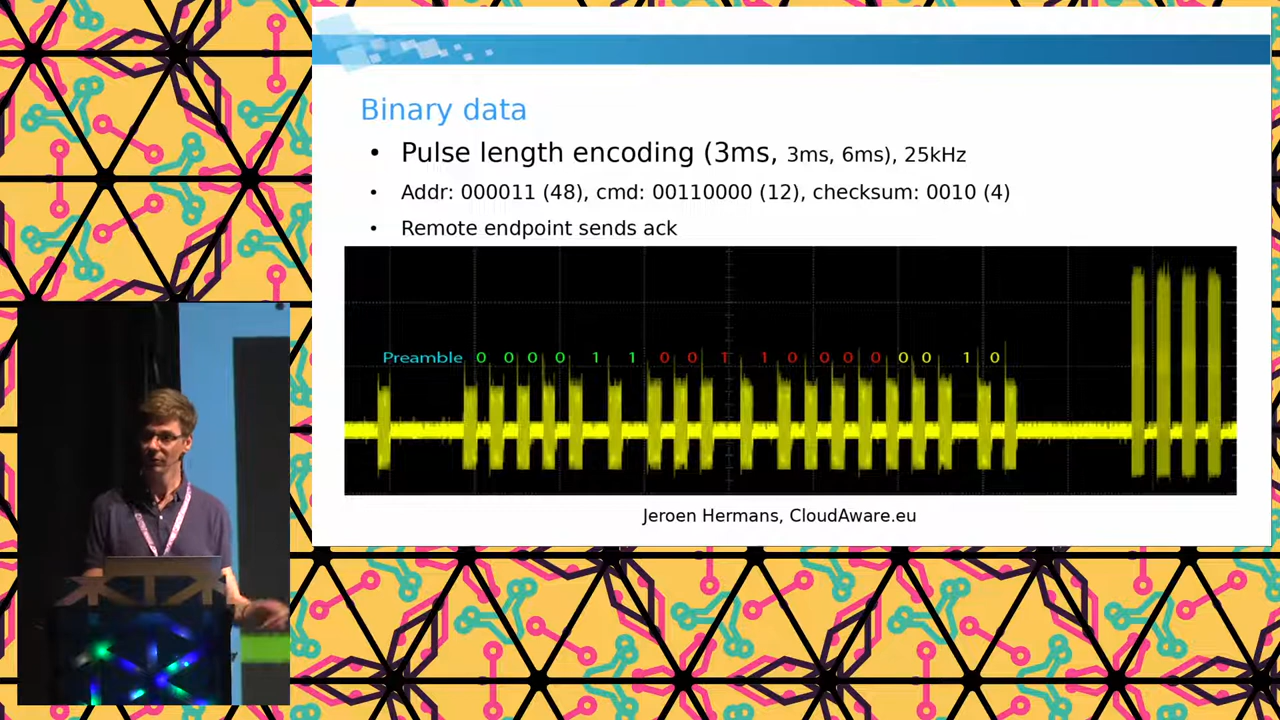 Binary data
• Pulse length encoding (3ms, 3ms, 6ms), 25kHz
• Addr: 000011 (48), cmd: 00110000 (12), checksum: 0010 (4)
• Remote endpoint sends ack
Preamble 0 0 0 0 1 1 0 0 1 1 0 0 0 0 0 0 1 0
Jeroen Hermans, CloudAware.eu